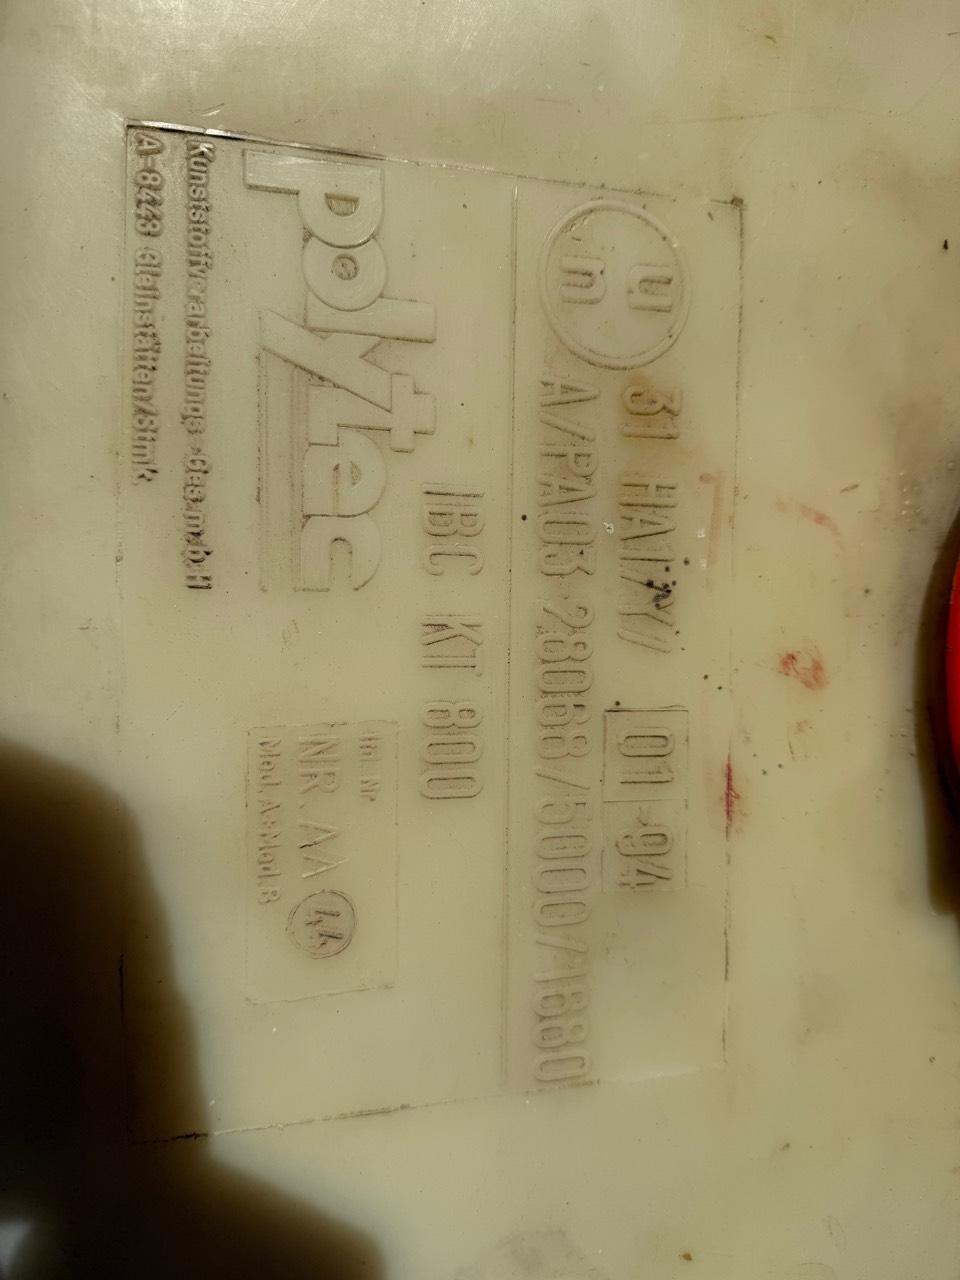 un 31 HA1/Y/ 01 94
A/PA03-28068/5000/1680
IBC KT 800
polytec
Kunststoffverarbeitungs-Ges.m.b.H
A-8443 Gleinstätten/Stmk.
NR. AA 44
Mod.A+Mod.B